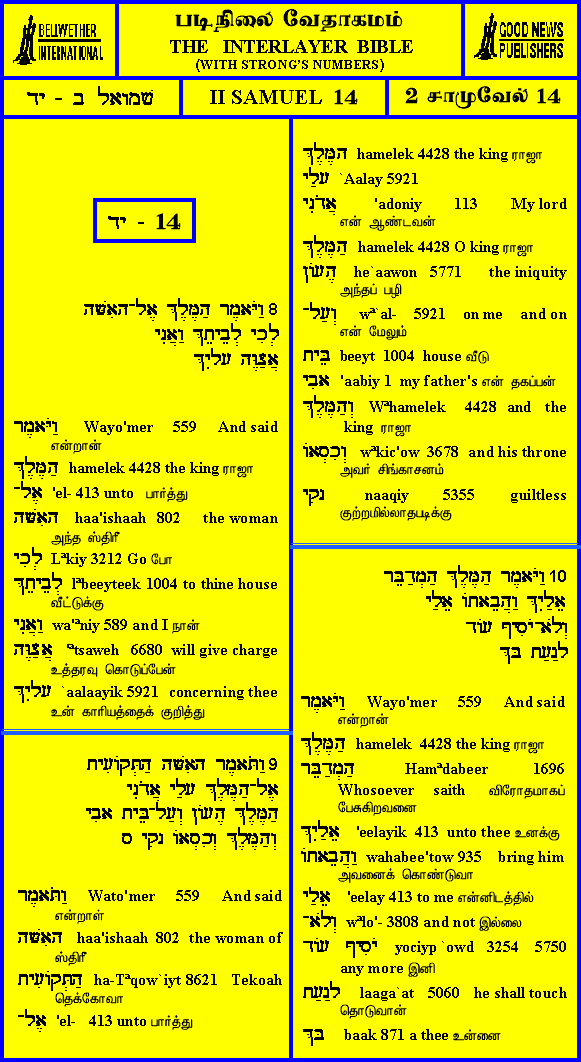 BELLWETHER
INTERNATIONAL
படிநிலை வேதாகமம்
THE INTERLAYER BIBLE
(WITH STRONG'S NUMBERS)
GOOD NEWS
PUBLISHERS
שמואל ב - יד
II SAMUEL 14
2 சாமுவேல் 14
14 - יד
8 וַיֹּאמֶר הַמֶּלֶךְ אֶל־הָאִשָּׁה
לְכִי לְבֵיתֵךְ וַאֲנִי
אֲצַוֶּה עָלָיִךְ
וַיֹּאמֶר Wayo'mer 559 And said
என்றான்
הַמֶּלֶךְ hamelek 4428 the king ராஜா
אֶל־ 'el- 413 unto பார்த்து
הָאִשָּׁה haa'ishaah 802 the woman
அந்த ஸ்திரீ
לְכִי Lªkiy 3212 Go போ
לְבֵיתֵךְ lªbeeyteek 1004 to thine house
வீட்டுக்கு
וַאֲנִי wa'ªniy 589 and I நான்
אֲצַוֶּה ªtsaweh 6680 will give charge
உத்தரவு கொடுப்பேன்
עָלָיִךְ `aalaayik 5921 concerning thee
உன் காரியத்தைக் குறித்து
9 וַתֹּאמֶר הָאִשָּׁה הַתְּקוֹעִית
אֶל־הַמֶּלֶךְ עָלַי אֲדֹנִי
הַמֶּלֶךְ הֶעָוֹן וְעַל־בֵּית אָבִי
וְהַמֶּלֶךְ וְכִסְאוֹ נָקִי ס
וַתֹּאמֶר Wato'mer 559 And said
என்றாள்
הָאִשָּׁה haa'ishaah 802 the woman of
ஸ்திரீ
הַתְּקוֹעִית ha-Tªqow`iyt 8621 Tekoah
தெக்கோவா
אֶל־ 'el- 413 unto பார்த்து
הַמֶּלֶךְ hamelek 4428 the king ராஜா
עָלַי `Aalay 5921
אֲדֹנִי 'adoniy 113 My lord
என் ஆண்டவன்
הַמֶּלֶךְ hamelek 4428 O king ராஜா
הֶעָוֹן he`aawon 5771 the iniquity
அந்தப் பழி
וְעַל־ wª`al- 5921 on me and on
என் மேலும்
בֵּית beeyt 1004 house வீடு
אָבִי 'aabiy 1 my father's என் தகப்பன்
וְהַמֶּלֶךְ Wªhamelek 4428 and the
king ராஜா
וְכִסְאוֹ wªkic'ow 3678 and his throne
அவர் சிங்காசனம்
נָקִי naaqiy 5355 guiltless
குற்றமில்லாதபடிக்கு
10 וַיֹּאמֶר הַמֶּלֶךְ הַמְדַבֵּר
אֵלַיִךְ וַהֲבֵאתוֹ אֵלַי
וְלֹא־יֹסִיף עוֹד
לָגַעַת בָּךְ
וַיֹּאמֶר Wayo'mer 559 And said
என்றான்
הַמֶּלֶךְ hamelek 4428 the king ராஜா
הַמְדַבֵּר Hamªdabeer 1696
Whosoever saith விரோதமாகப்
பேசுகிறவனை
אֵלַיִךְ 'eelayik 413 unto thee உனக்கு
וַהֲבֵאתוֹ wahabee'tow 935 bring him
அவனைக் கொண்டுவா
אֵלַי 'eelay 413 to me என்னிடத்தில்
וְלֹא־ wªlo'- 3808 and not இல்லை
יֹסִיף עוֹד yociyp `owd 3254 5750
any more இனி
לָגַעַת laaga`at 5060 he shall touch
தொடுவான்
בָּךְ baak 871 a thee உன்னை